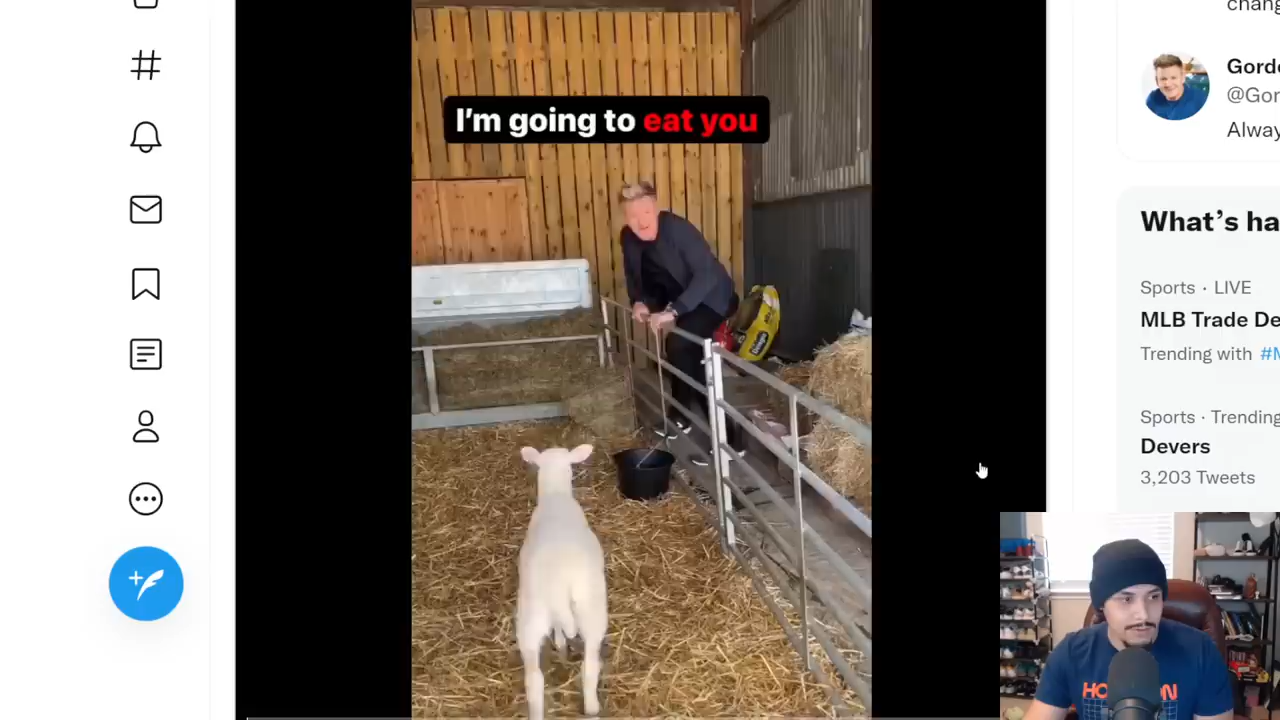 I'm going to eat you
chang
Gord
@Gor
Alway
What's ha
Sports · LIVE
MLB Trade De
Trending with #M
Sports · Trending
Devers
3,203 Tweets